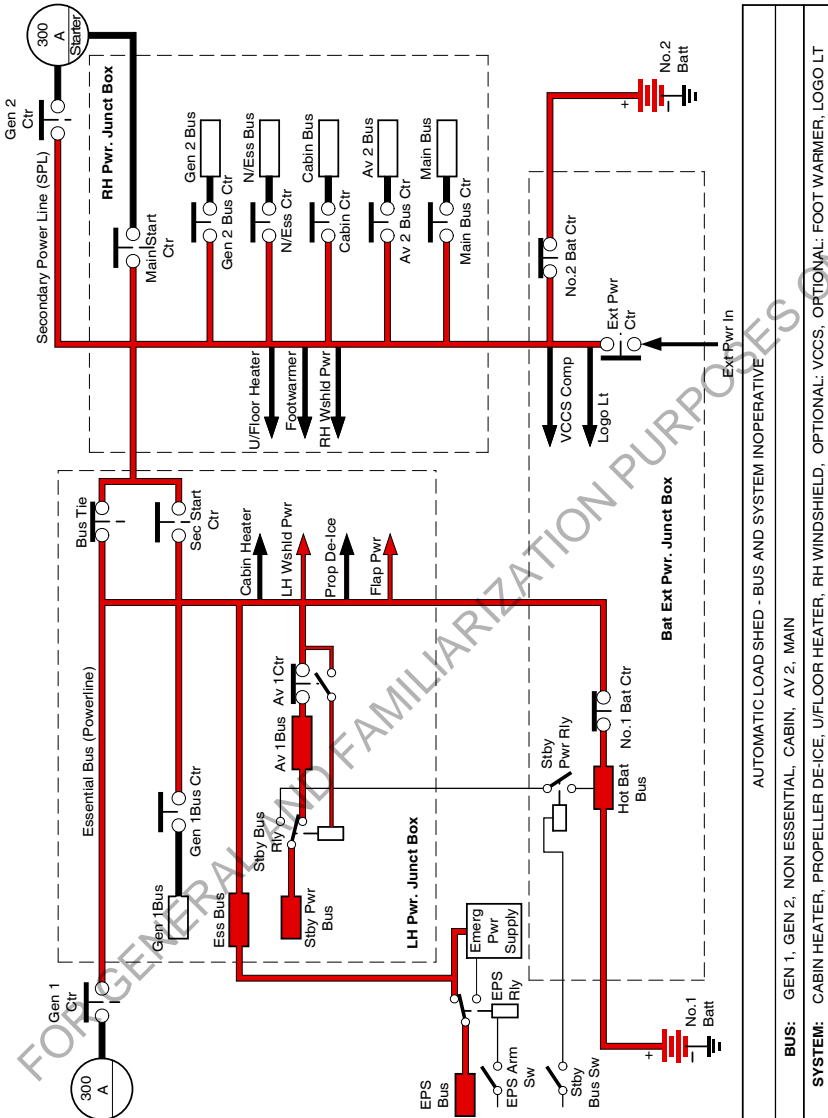 300
A
Starter
Gen 2
Ctr
Secondary Power Line (SPL)
RH Pwr. Junct Box
Main Start
Ctr
Gen 2 Bus
Gen 2 Bus Ctr
N/Ess Bus
N/Ess Ctr
Cabin Bus
Cabin Ctr
Av 2 Bus
Av 2 Bus Ctr
Main Bus
Main Bus Ctr
U/Floor Heater
Footwarmer
RH Wshld Pwr
No.2
Batt
+
−
No.2 Bat Ctr
Ext Pwr
Ctr
Ext Pwr In
VCCS Comp
Logo Lt
Bat Ext Pwr. Junct Box
Bus Tie
Sec Start
Ctr
Cabin Heater
LH Wshld Pwr
Prop De-Ice
Flap Pwr
Essential Bus (Powerline)
Gen 1
Ctr
300
A
Gen 1Bus
Gen 1Bus Ctr
Av 1Ctr
Av 1Bus
Stby Bus
Rly
Stby Pwr
Bus
Ess Bus
LH Pwr. Junct Box
Stby
Pwr Rly
No.1 Bat Ctr
Hot Bat
Bus
Emerg
Pwr
Supply
EPS
Rly
EPS
Bus
EPS Arm
Sw
Stby
Bus Sw
No.1
Batt
+
−
AUTOMATIC LOAD SHED - BUS AND SYSTEM INOPERATIVE
BUS: GEN 1, GEN 2, NON ESSENTIAL, CABIN, AV 2, MAIN
SYSTEM: CABIN HEATER, PROPELLER DE-ICE, U/FLOOR HEATER, RH WINDSHIELD, OPTIONAL: VCCS, OPTIONAL: FOOT WARMER, LOGO LT
FOR GENERAL AND FAMILIARIZATION PURPOSES